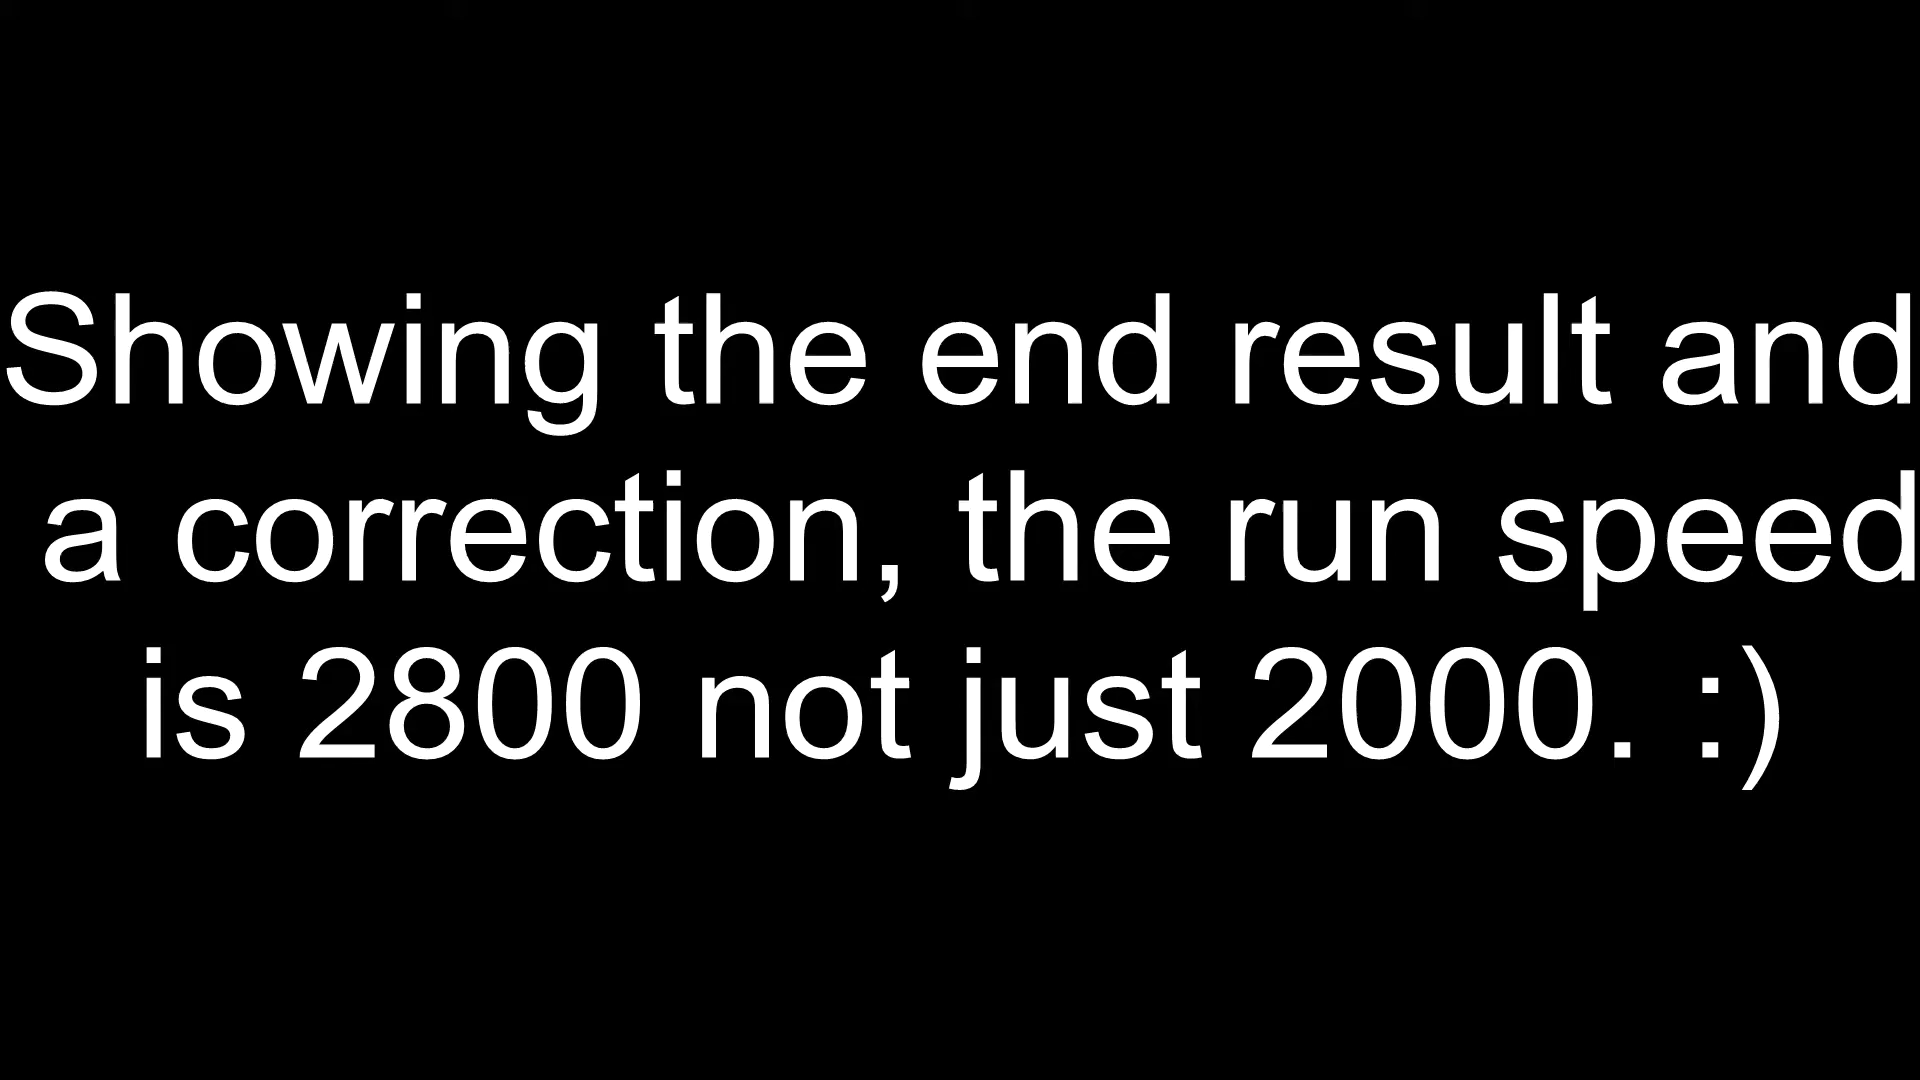 Showing the end result and
a correction, the run speed
is 2800 not just 2000. :)